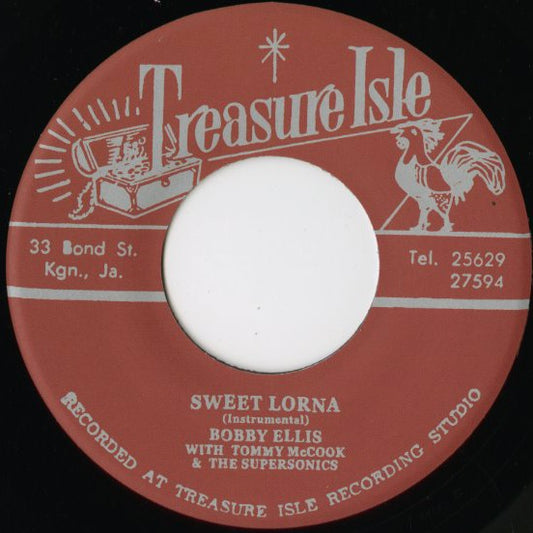 Treasure Isle
33 Bond St.
Kgn., Ja.
Tel. 25629
27594
SWEET LORNA
(Instrumental)
BOBBY ELLIS
WITH TOMMY McCOOK
& THE SUPERSONICS
RECORDED AT TREASURE ISLE RECORDING STUDIO